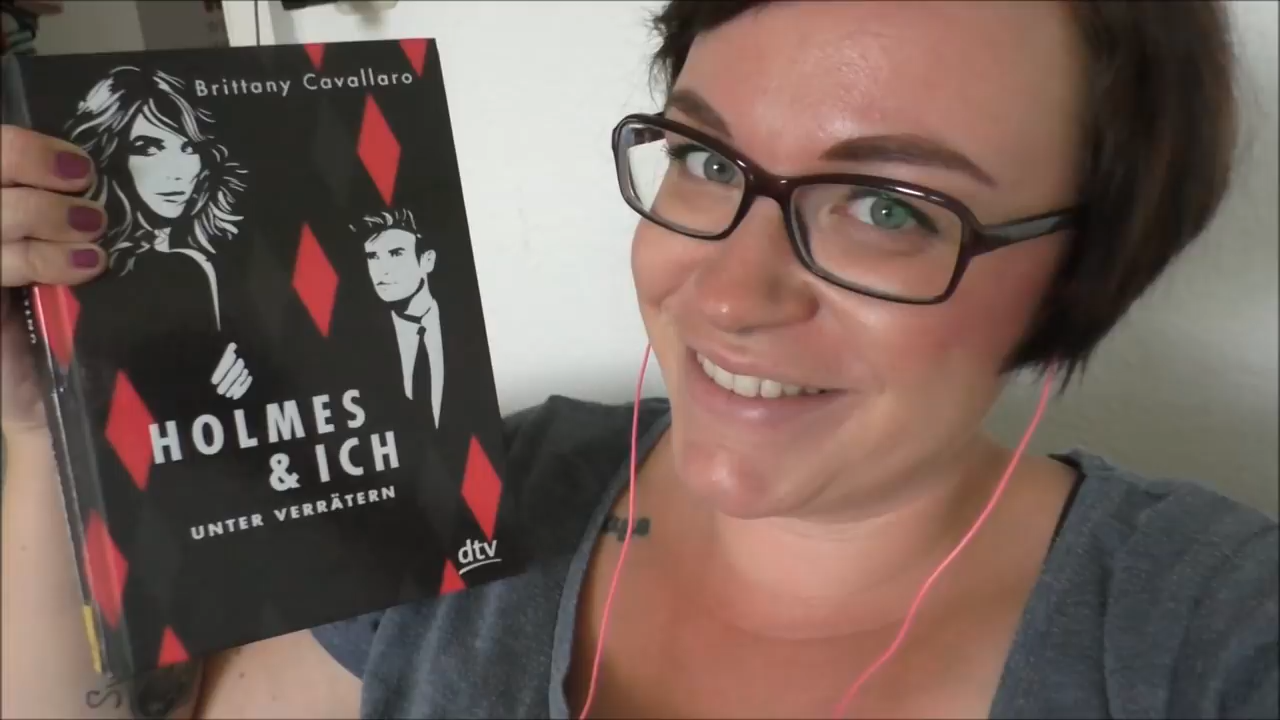 Brittany Cavallaro
HOLMES
& ICH
UNTER VERRÄTERN
dtv